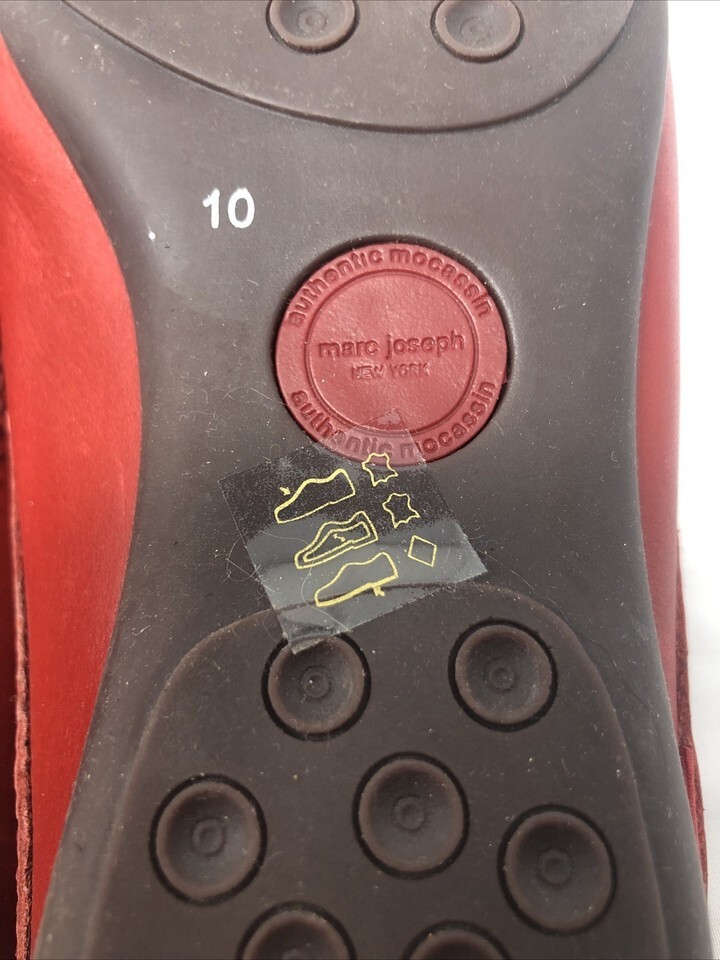 10
authentic mocassin
marc joseph
NEW YORK
authentic mocassin